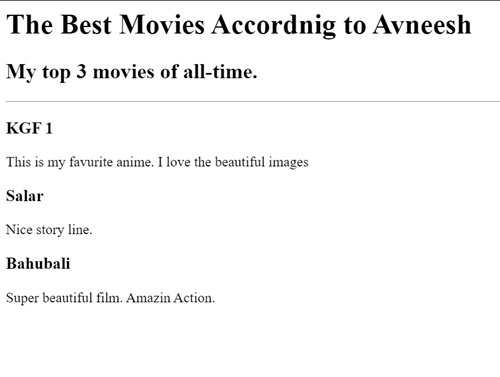 The Best Movies Accordnig to Avneesh
My top 3 movies of all-time.
KGF 1
This is my favurite anime. I love the beautiful images
Salar
Nice story line.
Bahubali
Super beautiful film. Amazin Action.